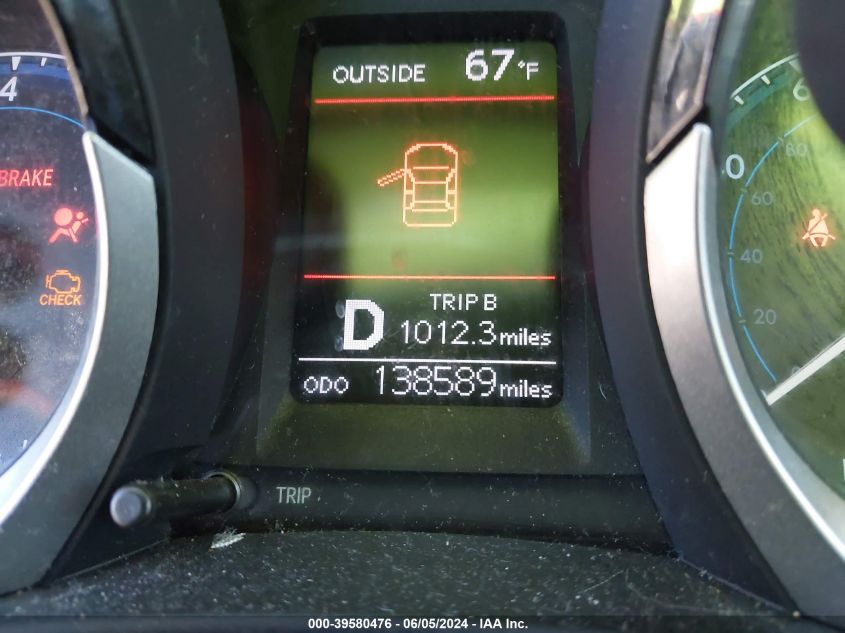 OUTSIDE 67°F
4
BRAKE
CHECK
TRIP B
D 1012.3 miles
ODO 138589 miles
TRIP
80
60
40
20
000-39580476 - 06/05/2024 - IAA Inc.